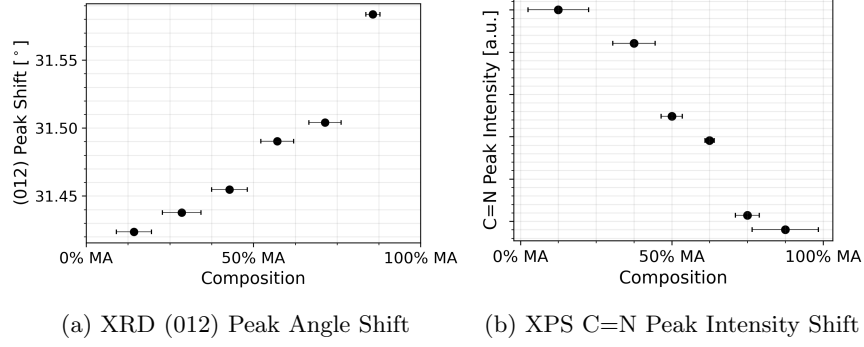 (012) Peak Shift [°]
31.55
31.50
31.45
0% MA
50% MA
100% MA
Composition
(a) XRD (012) Peak Angle Shift
C=N Peak Intensity [a.u.]
0% MA
50% MA
100% MA
Composition
(b) XPS C=N Peak Intensity Shift